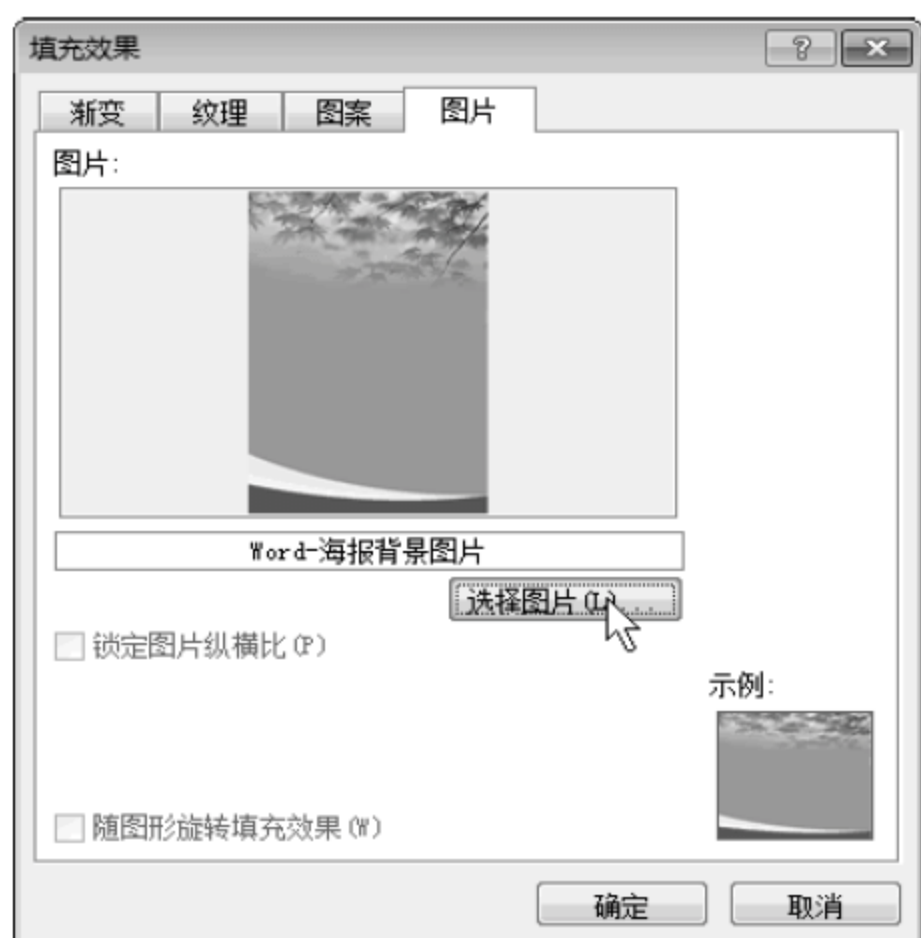 填充效果
渐变 纹理 图案 图片
图片:
Word-海报背景图片
选择图片(L)...
锁定图片纵横比(P)
示例:
随图形旋转填充效果(W)
确定 取消